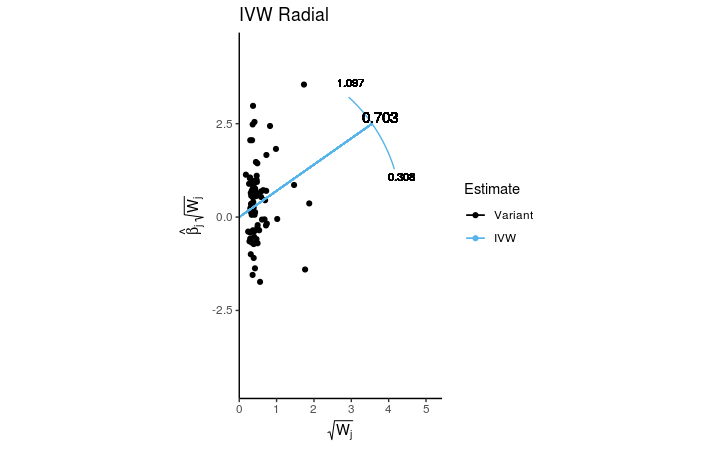 IVW Radial
1.097
0.703
0.308
2.5
0.0
-2.5
β̂j√Wj
0
1
2
3
4
5
√Wj
Estimate
Variant
IVW